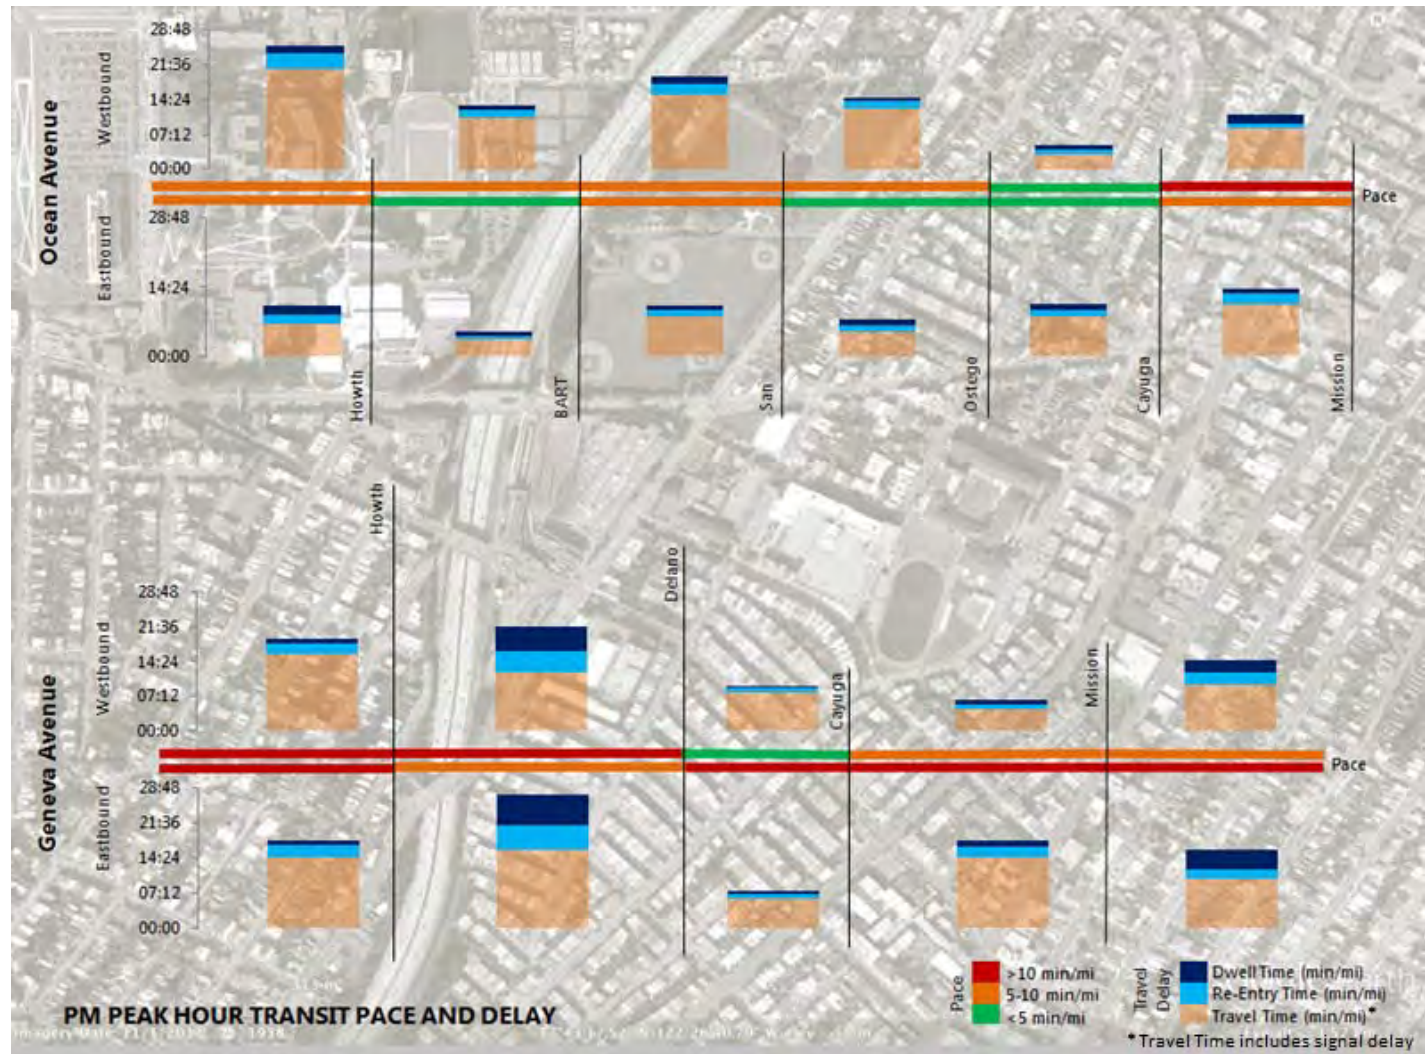 Ocean Avenue
Westbound
28:48
21:36
14:24
07:12
00:00
Pace
Eastbound
28:48
14:24
00:00
Howth
BART
San
Ostego
Cayuga
Mission
Geneva Avenue
Howth
Delano
Cayuga
Mission
Westbound
28:48
21:36
14:24
07:12
00:00
Pace
Eastbound
28:48
21:36
14:24
07:12
00:00
PM PEAK HOUR TRANSIT PACE AND DELAY
Pace
>10 min/mi
5-10 min/mi
<5 min/mi
Travel
Delay
Dwell Time (min/mi)
Re-Entry Time (min/mi)
Travel Time (min/mi)*
*Travel Time includes signal delay